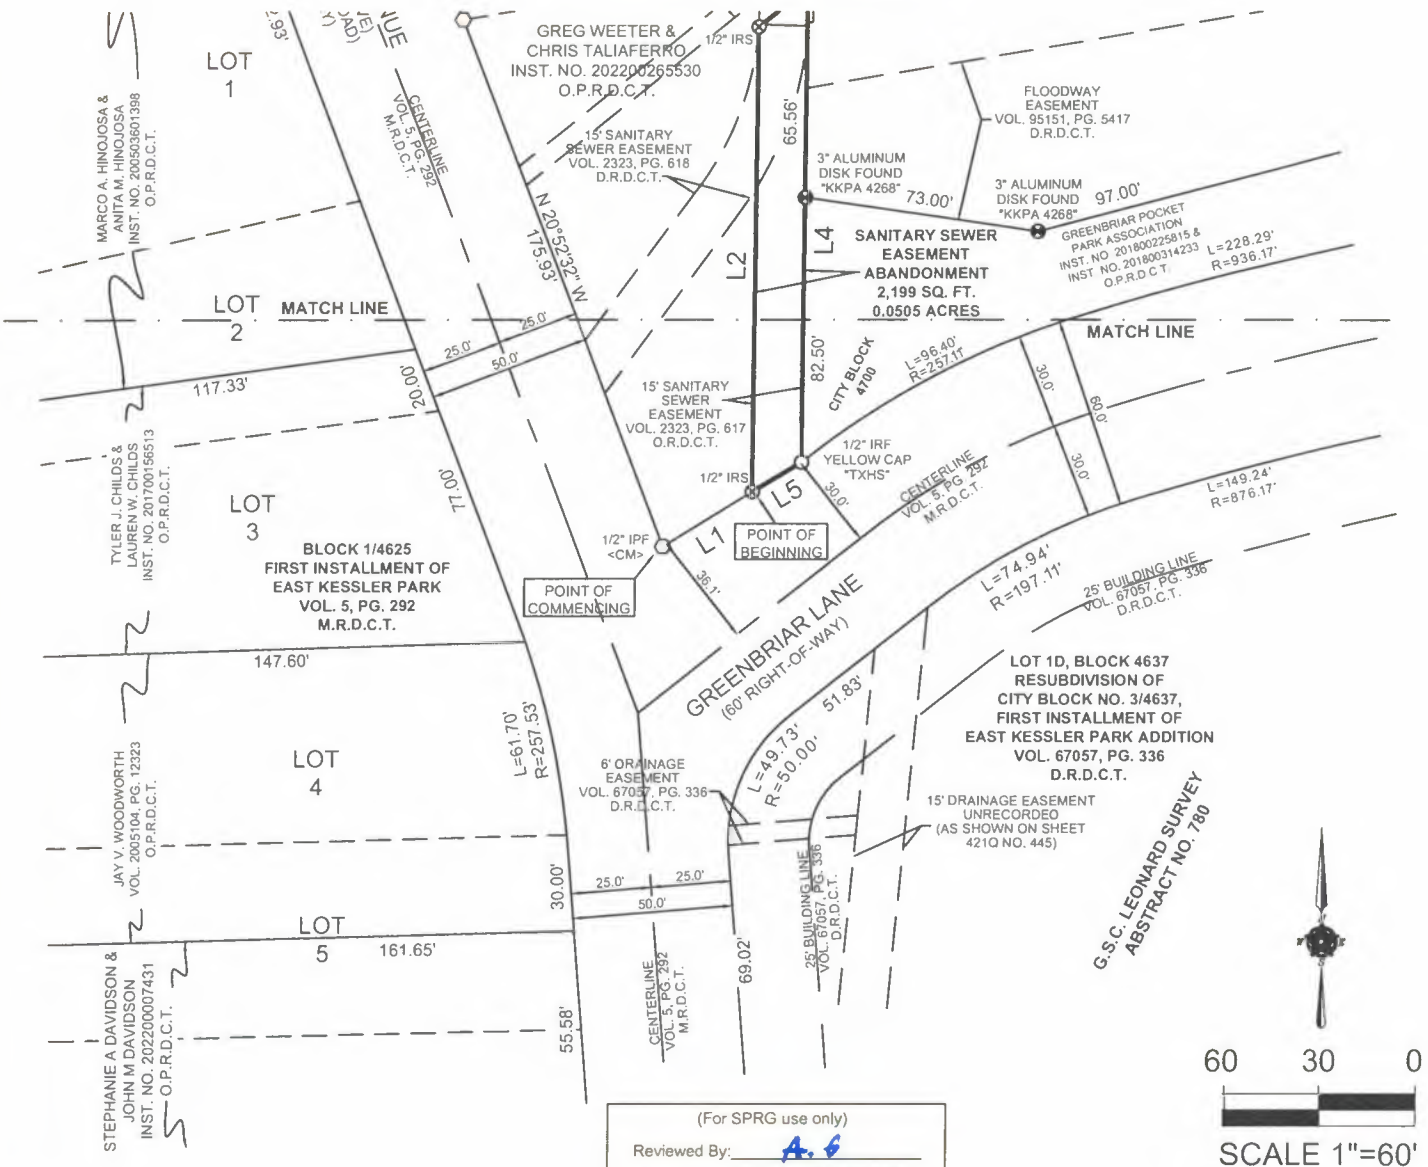 2.93'
LOT
1
MARCO A. HINOJOSA &
ANITA M. HINOJOSA
INST. NO. 200503601398
O.P.R.D.C.T.
NUE
VE)
OAD)
Y)
CENTERLINE
VOL. 5, PG. 292
M.R.D.C.T.
GREG WEETER &
CHRIS TALIAFERRO
INST. NO. 202200265530
O.P.R.D.C.T.
1/2" IRS
65.56'
15' SANITARY
SEWER EASEMENT
VOL. 2323, PG. 618
D.R.D.C.T.
FLOODWAY
EASEMENT
VOL. 95151, PG. 5417
D.R.D.C.T.
3" ALUMINUM
DISK FOUND
"KKPA 4268"
73.00'
3" ALUMINUM
DISK FOUND
"KKPA 4268"
97.00'
GREENBRIAR POCKET
PARK ASSOCIATION
INST. NO 201800225815 &
INST NO. 201800314233
O.P.R.D.C.T.
L=228.29'
R=936.17'
N 20°52'32" W
175.93'
L2
L4
SANITARY SEWER
EASEMENT
ABANDONMENT
2,199 SQ. FT.
0.0505 ACRES
LOT
2
MATCH LINE
MATCH LINE
25.0'
25.0'
50.0'
117.33'
20.00'
82.50'
CITY BLOCK
4700
L=96.40'
R=257.11'
30.0'
60.0'
30.0'
15' SANITARY
SEWER
EASEMENT
VOL. 2323, PG. 617
O.R.D.C.T.
TYLER J. CHILDS &
LAUREN W. CHILDS
INST. NO. 201700156513
O.P.R.D.C.T.
77.00'
LOT
3
1/2" IRF
YELLOW CAP
"TXHS"
1/2" IRS
L5
30.0'
CENTERLINE
VOL. 5, PG. 292
M.R.D.C.T.
L=149.24'
R=876.17'
BLOCK 1/4625
FIRST INSTALLMENT OF
EAST KESSLER PARK
VOL. 5, PG. 292
M.R.D.C.T.
1/2" IPF
<CM>
L1
POINT OF
BEGINNING
POINT OF
COMMENCING
36.1'
L=74.94'
R=197.11'
25' BUILDING LINE
VOL. 67057, PG. 336
D.R.D.C.T.
GREENBRIAR LANE
(60' RIGHT-OF-WAY)
147.60'
51.83'
LOT 1D, BLOCK 4637
RESUBDIVISION OF
CITY BLOCK NO. 3/4637,
FIRST INSTALLMENT OF
EAST KESSLER PARK ADDITION
VOL. 67057, PG. 336
D.R.D.C.T.
L=61.70'
R=257.53'
L=49.73'
R=50.00'
JAY V. WOODWORTH
VOL. 2005104, PG. 12323
O.P.R.D.C.T.
LOT
4
6' DRAINAGE
EASEMENT
VOL. 67057, PG. 336
D.R.D.C.T.
15' DRAINAGE EASEMENT
UNRECORDED
(AS SHOWN ON SHEET
421Q NO. 445)
G.S.C. LEONARD SURVEY
ABSTRACT NO. 780
30.00'
25.0'
25.0'
50.0'
25' BUILDING LINE
VOL. 67057, PG. 336
D.R.D.C.T.
LOT
5
161.65'
69.02'
CENTERLINE
VOL. 5, PG. 292
M.R.D.C.T.
55.58'
STEPHANIE A DAVIDSON &
JOHN M DAVIDSON
INST. NO. 202200007431
O.P.R.D.C.T.
60 30 0
SCALE 1"=60'
(For SPRG use only)
Reviewed By: A. G